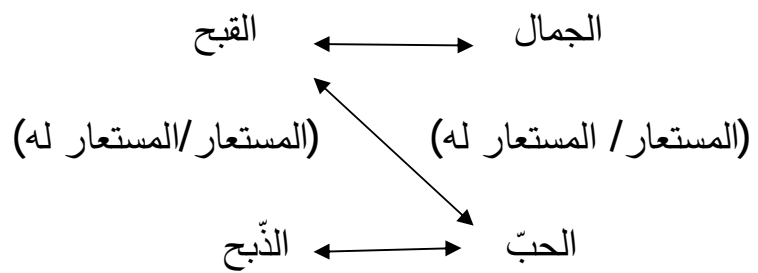 الجمال القبح
(المستعار/ المستعار له) (المستعار/المستعار له)
الحبّ الذّبح